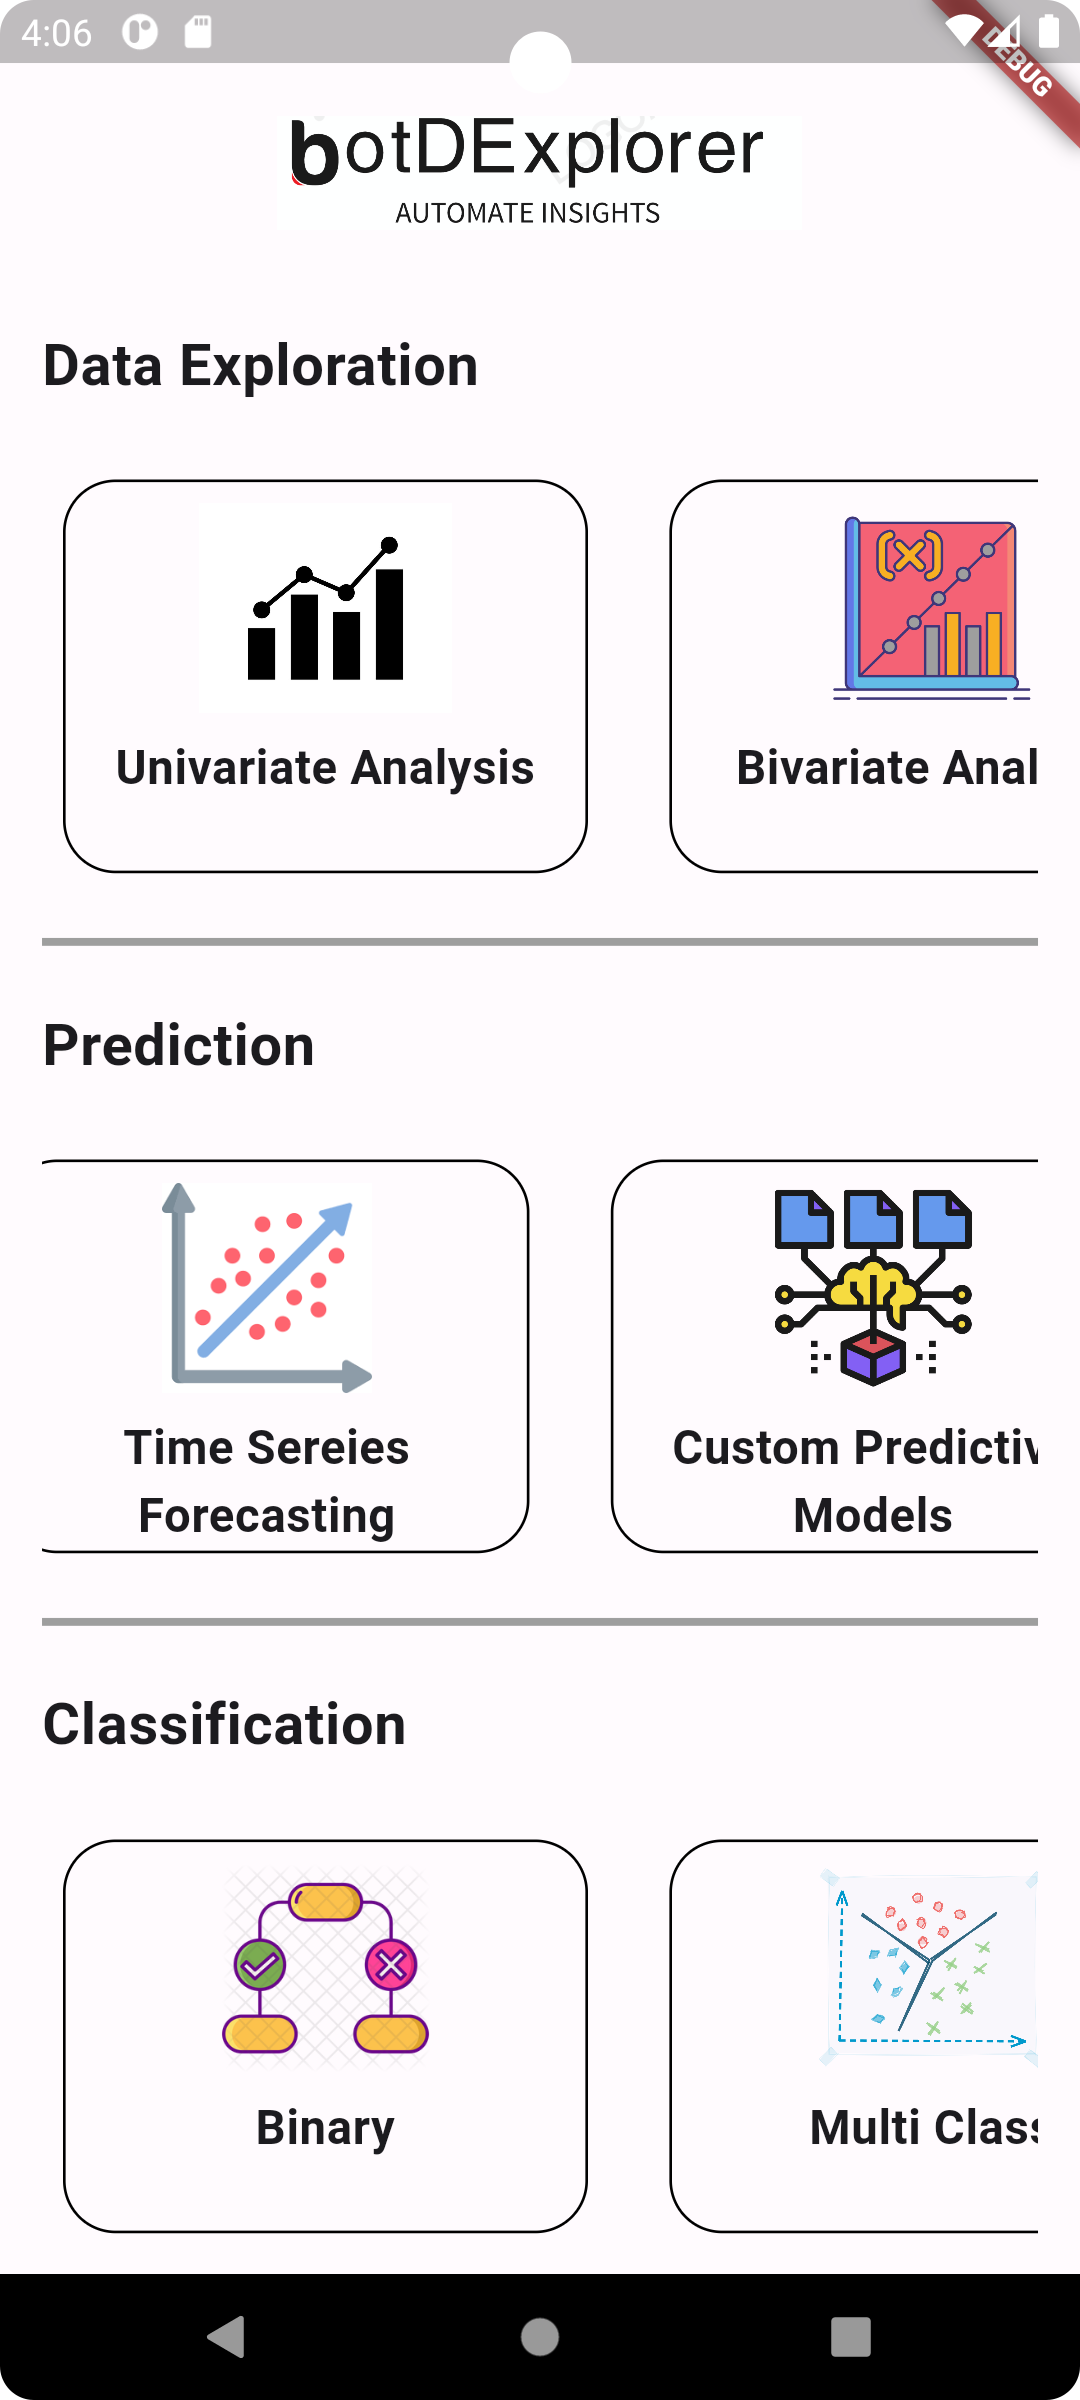 4:06
DEBUG
botDExplorer
AUTOMATE INSIGHTS
Data Exploration
Univariate Analysis
Bivariate Anal
Prediction
Time Sereies
Forecasting
Custom Predictiv
Models
Classification
Binary
Multi Class